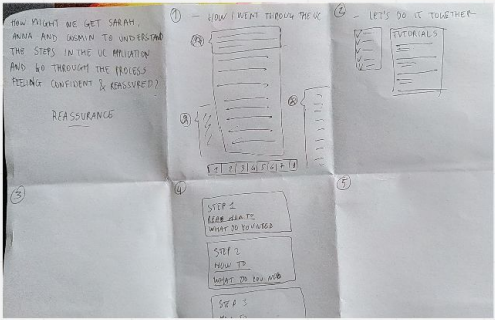 HOW MIGHT WE GET SARAH,
ANNA AND COSMIN TO UNDERSTAND
THE STEPS IN THE UC APPLICATION
AND GO THROUGH THE PROCESS
FEELING CONFIDENT & REASSURED?
REASSURANCE
1 - HOW I WENT THROUGH THE UC
1 2 3 4 5 6 7 8
2 - LET'S DO IT TOGETHER
TUTORIALS
3
4
STEP 1
WHAT DO YOU NEED
STEP 2
HOW TO
WHAT DO YOU NEED
STEP 3
5